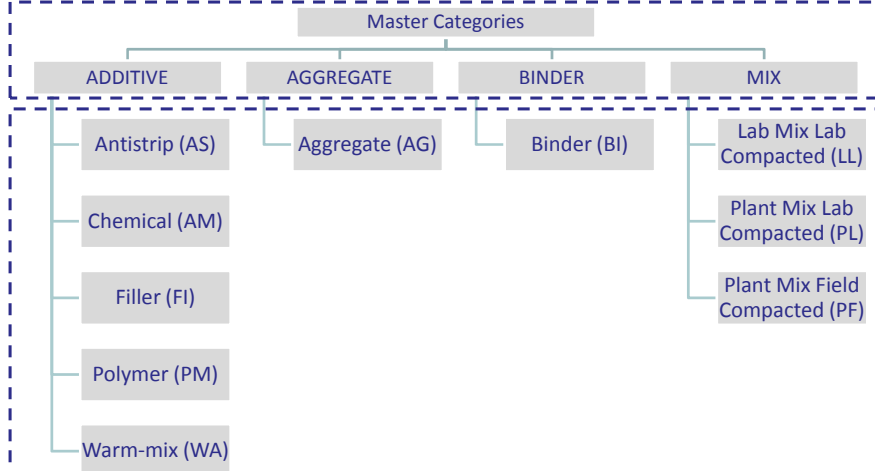 Master Categories
ADDITIVE
AGGREGATE
BINDER
MIX
Antistrip (AS)
Aggregate (AG)
Binder (BI)
Lab Mix Lab
Compacted (LL)
Chemical (AM)
Plant Mix Lab
Compacted (PL)
Filler (FI)
Plant Mix Field
Compacted (PF)
Polymer (PM)
Warm-mix (WA)